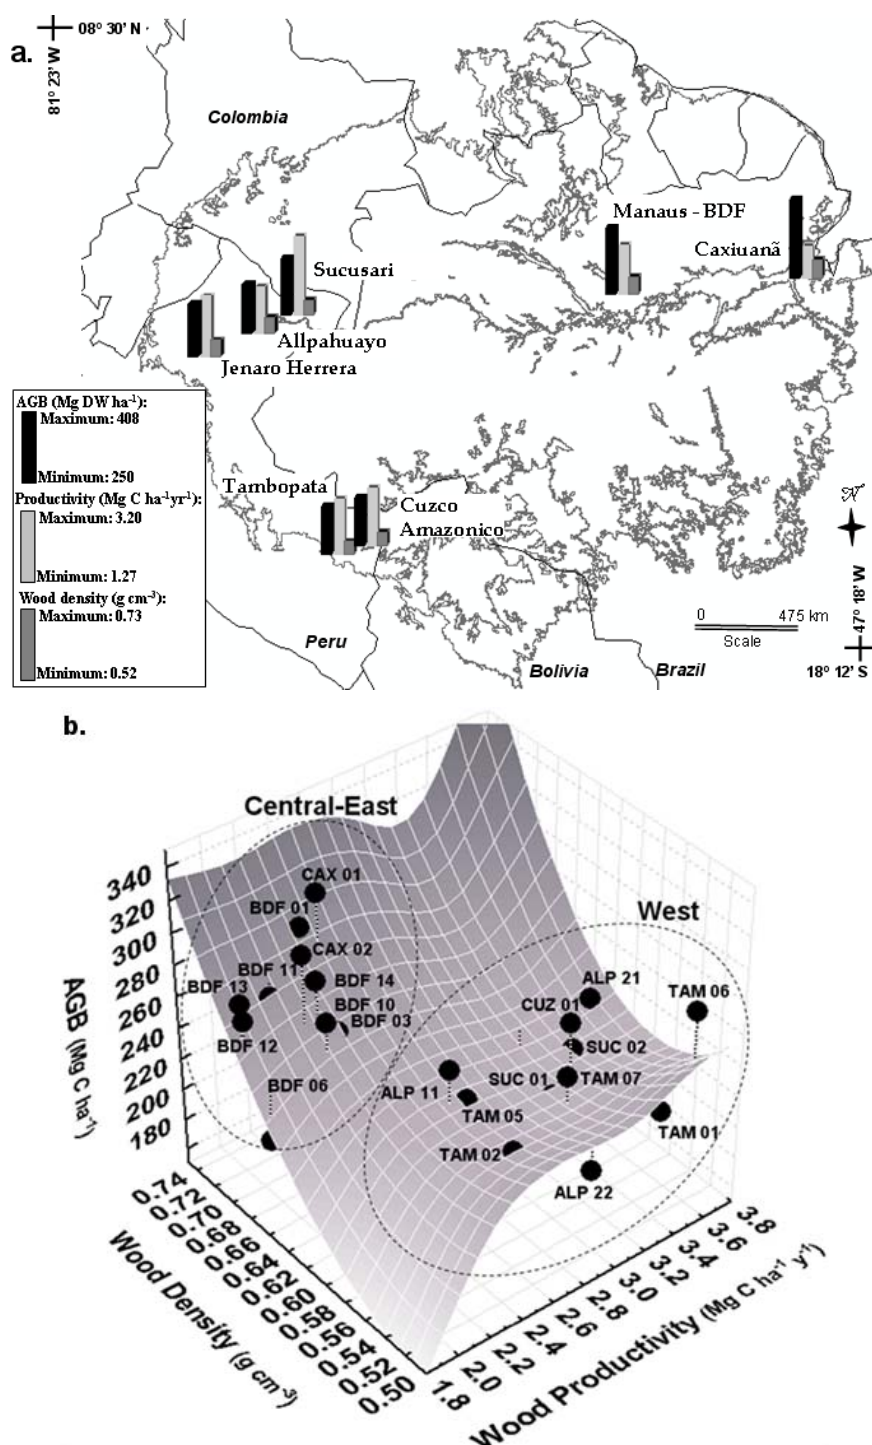 a.
08° 30' N
81° 23' W
Colombia
Manaus - BDF
Caxiuanã
Sucusari
Allpahuayo
Jenaro Herrera
AGB (Mg DW ha⁻¹):
Maximum: 408
Minimum: 250
Productivity (Mg C ha⁻¹yr⁻¹):
Maximum: 3.20
Minimum: 1.27
Wood density (g cm⁻³):
Maximum: 0.73
Minimum: 0.52
Tambopata
Cuzco
Amazonico
N
0 475 km
Scale
47° 18' W
18° 12' S
Peru
Bolivia
Brazil
b.
Central-East
West
CAX 01
BDF 01
CAX 02
BDF 11
BDF 14
BDF 13
BDF 10
BDF 03
BDF 12
BDF 06
ALP 21
TAM 06
CUZ 01
SUC 02
SUC 01
TAM 07
ALP 11
TAM 05
TAM 01
TAM 02
ALP 22
340
320
300
280
260
240
220
200
180
AGB (Mg C ha⁻¹)
0.74
0.72
0.70
0.68
0.66
0.64
0.62
0.60
0.58
0.56
0.54
0.52
0.50
Wood Density (g cm⁻³)
1.8
2.0
2.2
2.4
2.6
2.8
3.0
3.2
3.4
3.6
3.8
Wood Productivity (Mg C ha⁻¹ y⁻¹)